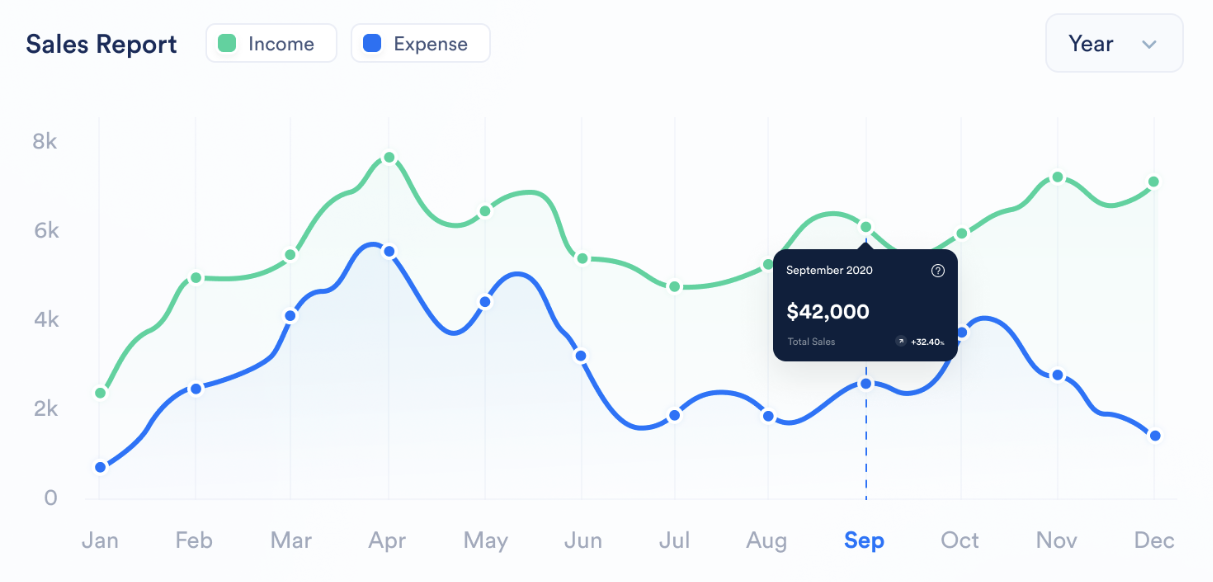 Sales Report Income Expense Year
8k
6k
4k
2k
0
September 2020 ?
$42,000
Total Sales +32.40%
Jan Feb Mar Apr May Jun Jul Aug Sep Oct Nov Dec